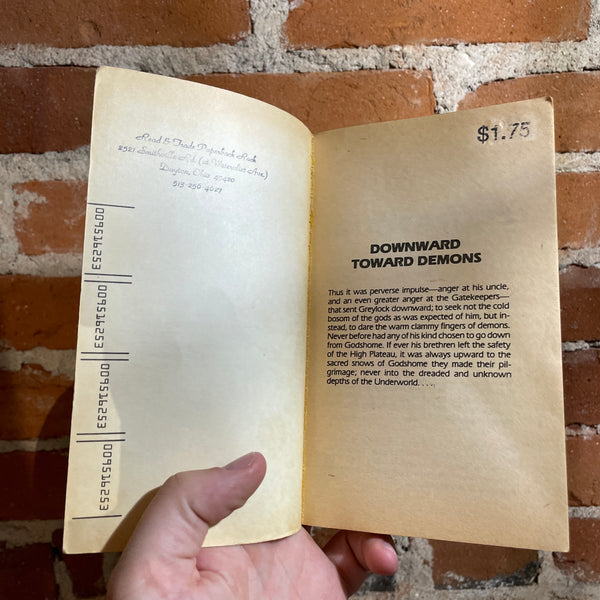 Read & Trade Paperback Rack
2521 Smithville Rd. (at Watervliet Ave.)
Dayton, Ohio 45420
513-256-4027
E52915600
E52915600
E52915600
E52915600
$1.75
DOWNWARD
TOWARD DEMONS
Thus it was perverse impulse—anger at his uncle,
and an even greater anger at the Gatekeepers—
that sent Greylock downward; to seek not the cold
bosom of the gods as was expected of him, but in-
stead, to dare the warm clammy fingers of demons.
Never before had any of his kind chosen to go down
from Godshome. If ever his brethren left the safety
of the High Plateau, it was always upward to the
sacred snows of Godshome they made their pil-
grimage; never into the dreaded and unknown
depths of the Underworld. . . .